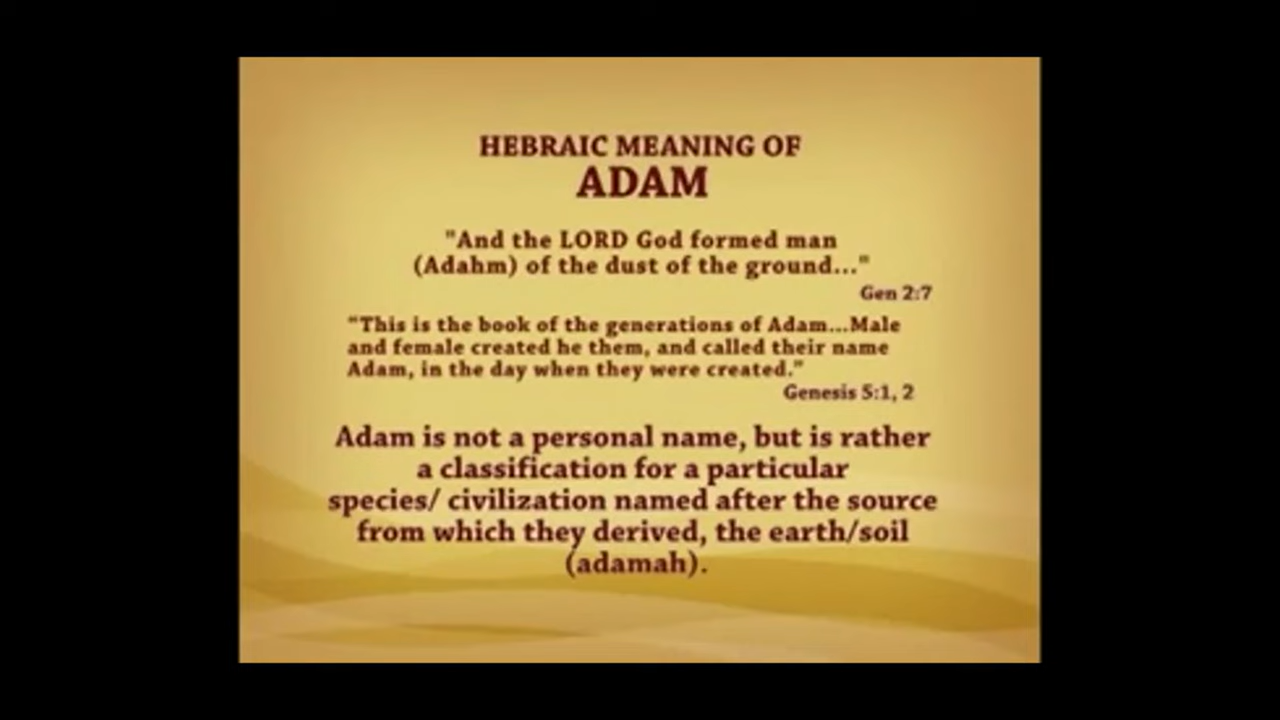 HEBRAIC MEANING OF
ADAM
"And the LORD God formed man
(Adahm) of the dust of the ground..."
Gen 2:7
"This is the book of the generations of Adam...Male
and female created he them, and called their name
Adam, in the day when they were created."
Genesis 5:1, 2
Adam is not a personal name, but is rather
a classification for a particular
species/ civilization named after the source
from which they derived, the earth/soil
(adamah).